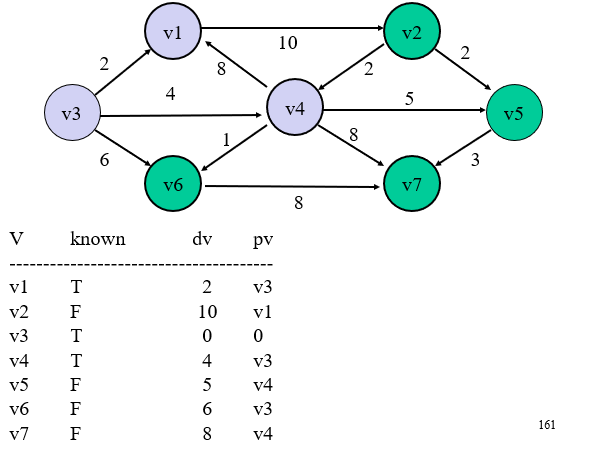 v1
10
v2
2
8
2
2
4
v3
v4
5
v5
6
1
8
3
v6
8
v7
V known dv pv
---------------------------------------
v1 T 2 v3
v2 F 10 v1
v3 T 0 0
v4 T 4 v3
v5 F 5 v4
v6 F 6 v3
v7 F 8 v4
161